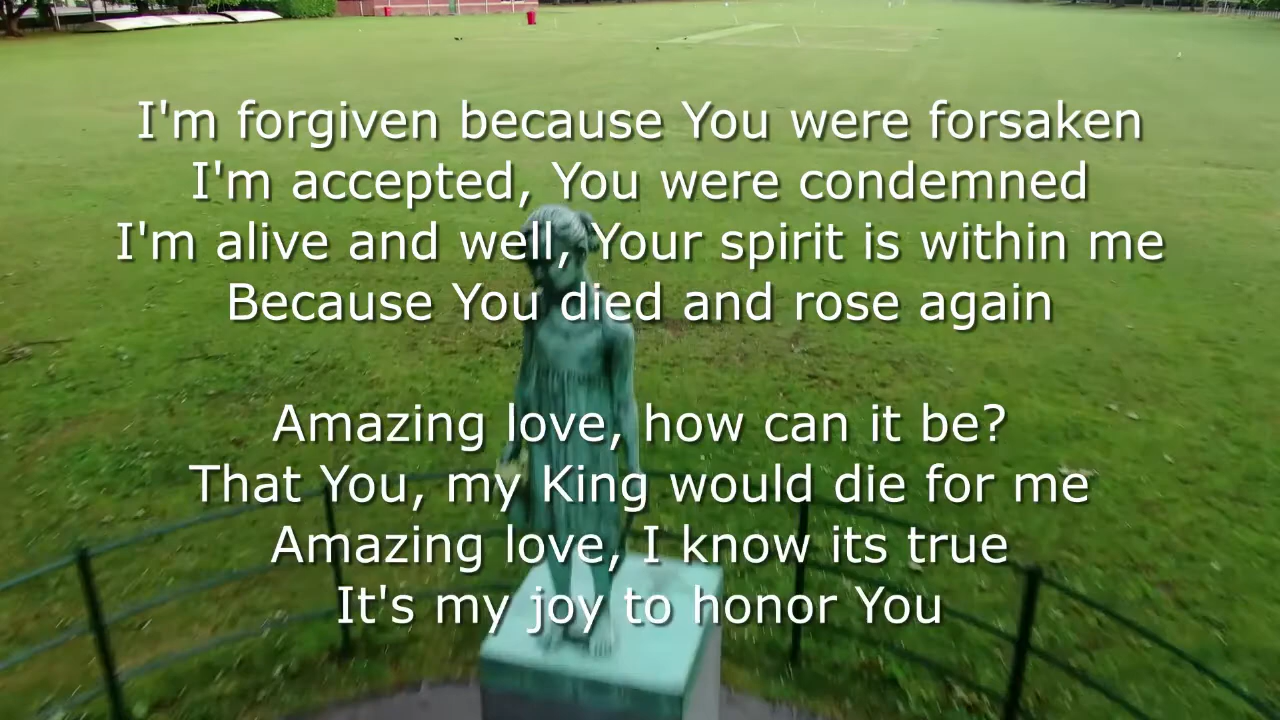 I'm forgiven because You were forsaken
I'm accepted, You were condemned
I'm alive and well, Your spirit is within me
Because You died and rose again
Amazing love, how can it be?
That You, my King would die for me
Amazing love, I know its true
It's my joy to honor You